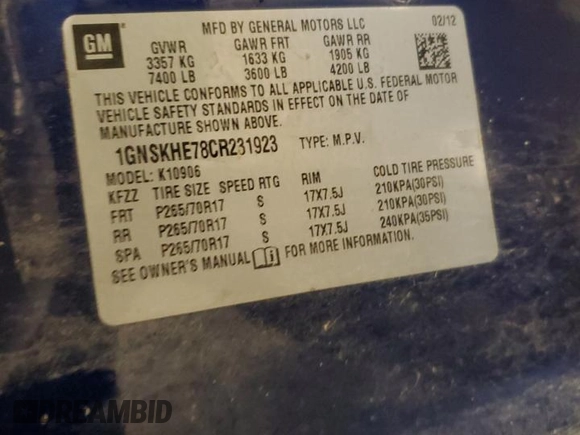 GM
MFD BY GENERAL MOTORS LLC
02/12
GVWR GAWR FRT GAWR RR
3357 KG 1633 KG 1905 KG
7400 LB 3600 LB 4200 LB
THIS VEHICLE CONFORMS TO ALL APPLICABLE U.S. FEDERAL MOTOR
VEHICLE SAFETY STANDARDS IN EFFECT ON THE DATE OF
MANUFACTURE SHOWN ABOVE.
1GNSKHE78CR231923 TYPE: M.P.V.
MODEL: K10906
KFZZ TIRE SIZE SPEED RTG RIM COLD TIRE PRESSURE
FRT P265/70R17 S 17X7.5J 210KPA(30PSI)
RR P265/70R17 S 17X7.5J 210KPA(30PSI)
SPA P265/70R17 S 17X7.5J 240KPA(35PSI)
SEE OWNER'S MANUAL FOR MORE INFORMATION.
DREAMBID